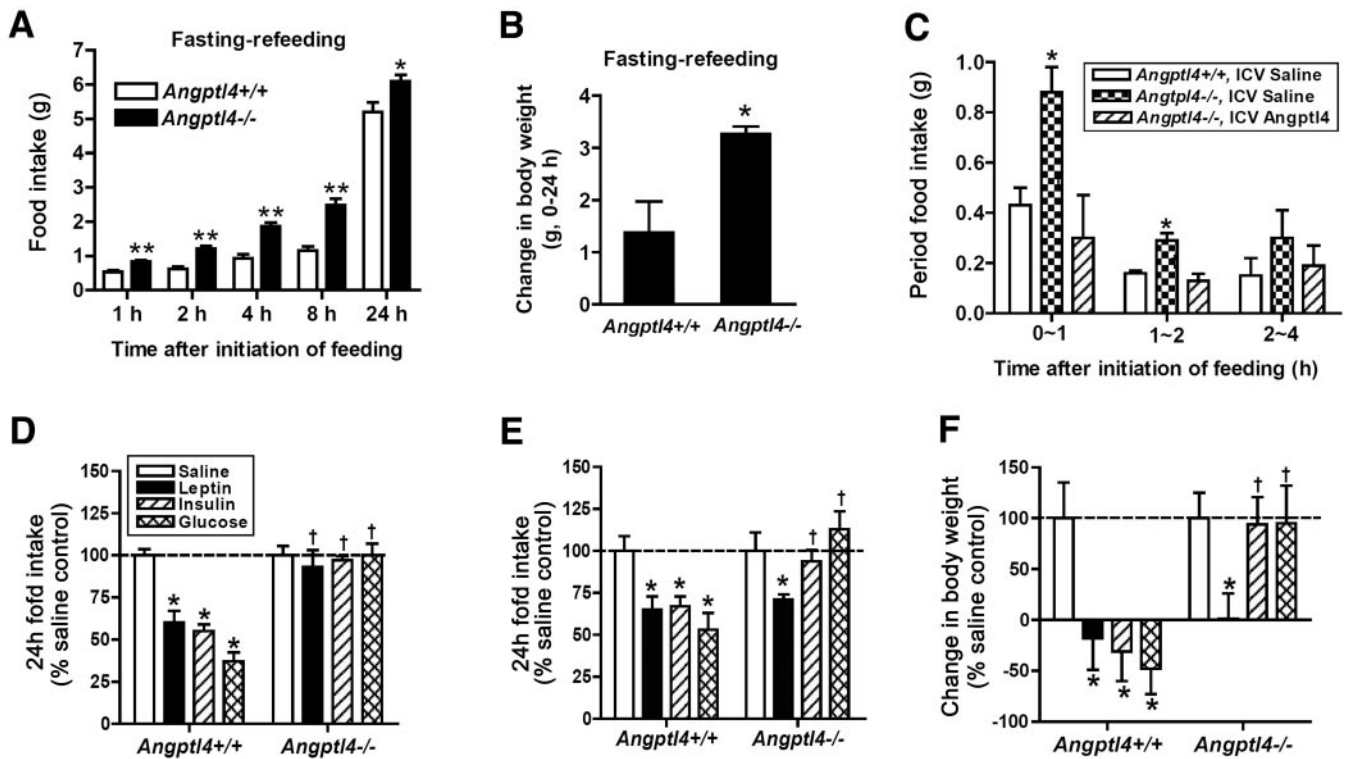 A
Fasting-refeeding
Food intake (g)
7
6
5
4
3
2
1
0
Angptl4+/+
Angptl4-/-
**
**
**
**
*
1 h
2 h
4 h
8 h
24 h
Time after initiation of feeding
B
Fasting-refeeding
Change in body weight
(g, 0-24 h)
4
3
2
1
0
*
Angptl4+/+
Angptl4-/-
C
Period food intake (g)
1.0
0.8
0.6
0.4
0.2
0.0
*
*
Angptl4+/+, ICV Saline
Angtpl4-/-, ICV Saline
Angptl4-/-, ICV Angptl4
0~1
1~2
2~4
Time after initiation of feeding (h)
D
24h fofd intake
(% saline control)
150
125
100
75
50
25
0
Saline
Leptin
Insulin
Glucose
*
*
*
†
†
†
Angptl4+/+
Angptl4-/-
E
24h fofd intake
(% saline control)
150
125
100
75
50
25
0
*
*
*
*
†
†
Angptl4+/+
Angptl4-/-
F
Change in body weight
(% saline control)
150
100
50
0
-50
-100
*
*
*
*
†
†
Angptl4+/+
Angptl4-/-